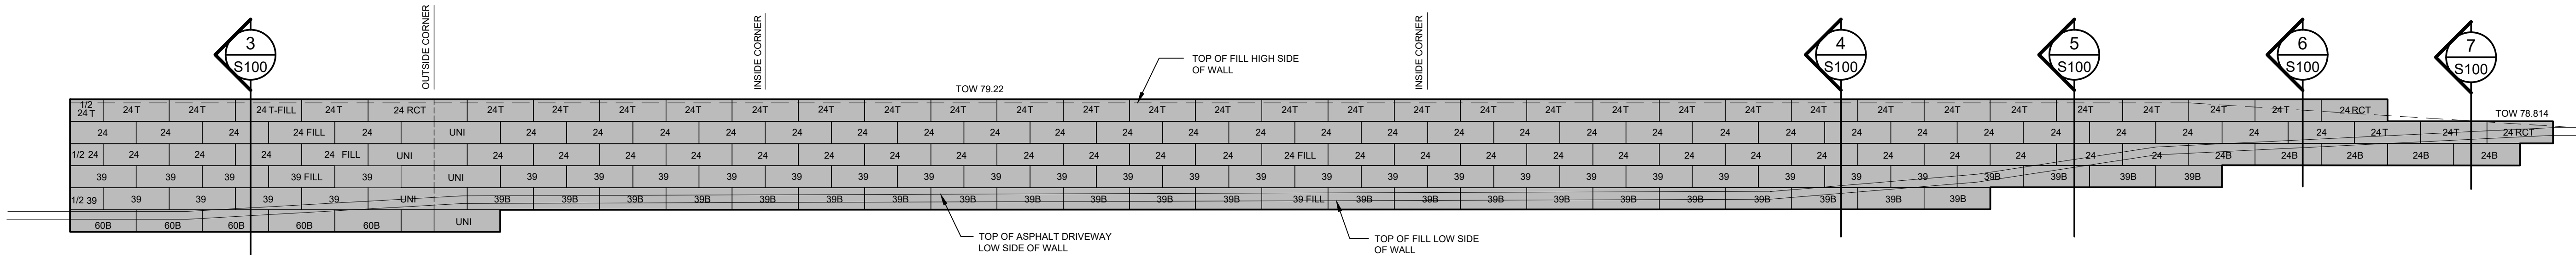 3
S100
OUTSIDE CORNER
INSIDE CORNER
TOP OF FILL HIGH SIDE
OF WALL
INSIDE CORNER
4
S100
5
S100
6
S100
7
S100
TOW 79.22
TOW 78.814
1/2
24 T 24T 24T 24 T-FILL 24T 24 RCT 24T 24T 24T 24T 24T 24T 24T 24T 24T 24T 24T 24T 24T 24T 24T 24T 24T 24T 24T 24T 24T 24T 24T 24T 24T 24T 24T 24T 24 RCT
24 24 24 24 FILL 24 UNI 24 24 24 24 24 24 24 24 24 24 24 24 24 24 24 24 24 24 24 24 24 24 24 24 24 24 24 24 24T 24T 24 RCT
1/2 24 24 24 24 24 FILL UNI 24 24 24 24 24 24 24 24 24 24 24 24 24 FILL 24 24 24 24 24 24 24 24 24 24 24 24 24 24B 24B 24B 24B 24B
39 39 39 39 FILL 39 UNI 39 39 39 39 39 39 39 39 39 39 39 39 39 39 39 39 39 39 39 39 39 39 39B 39B 39B 39B
1/2 39 39 39 39 39 UNI 39B 39B 39B 39B 39B 39B 39B 39B 39B 39B 39B 39B 39 FILL 39B 39B 39B 39B 39B 39B 39B 39B 39B 39B
60B 60B 60B 60B 60B UNI
TOP OF ASPHALT DRIVEWAY
LOW SIDE OF WALL
TOP OF FILL LOW SIDE
OF WALL